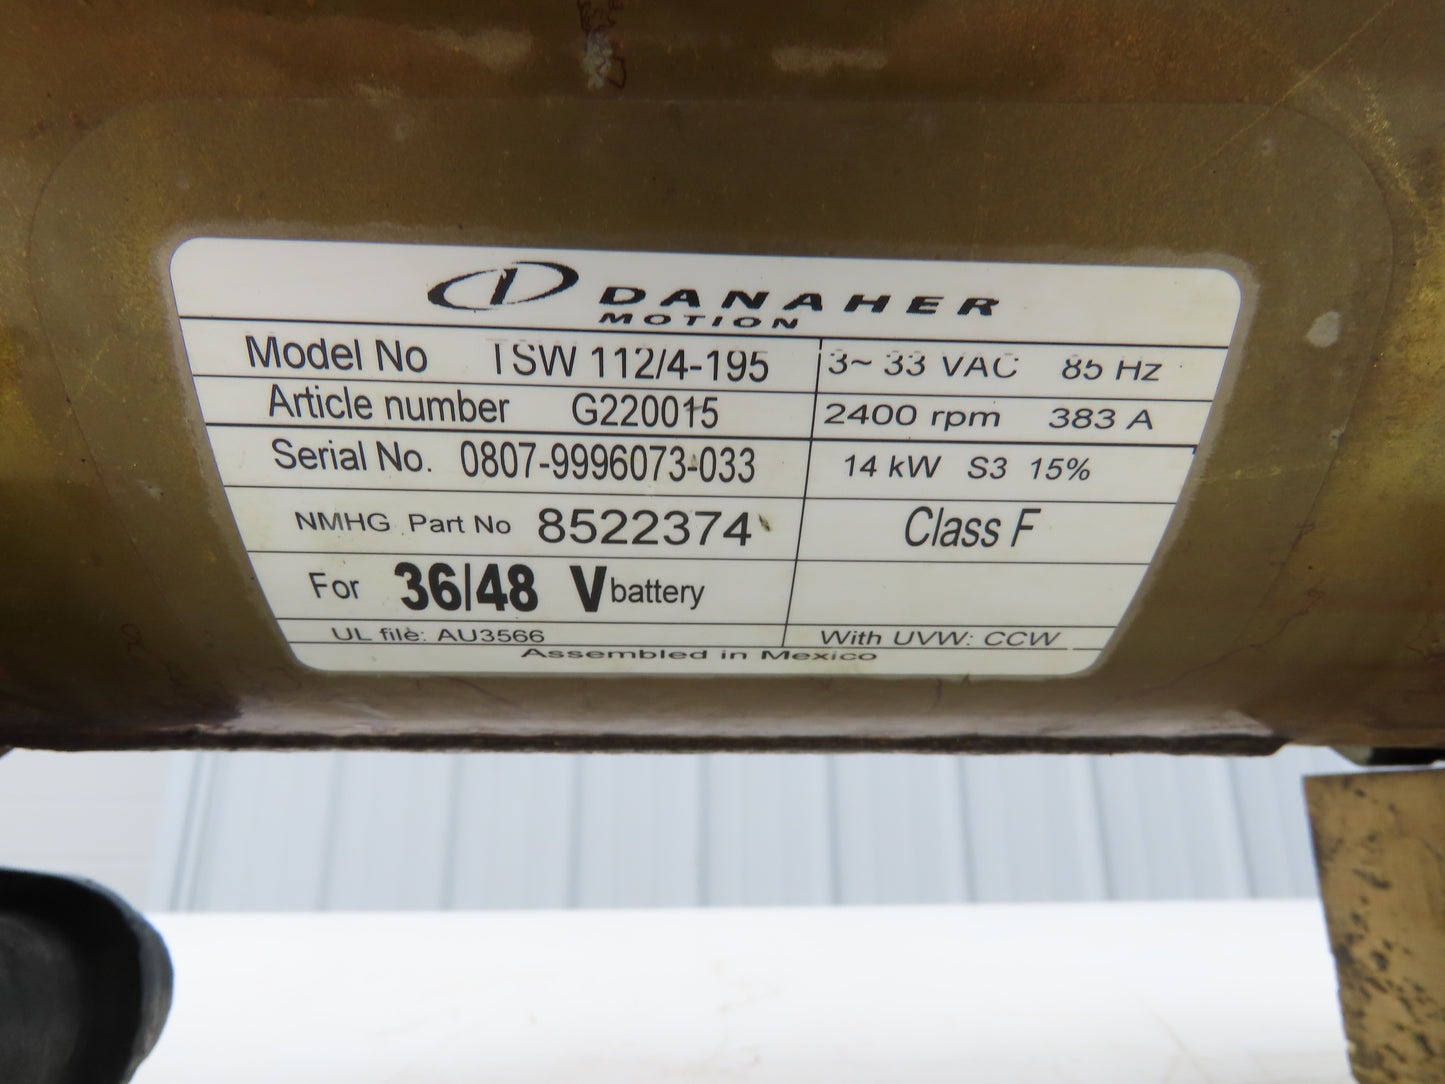 DANAHER
MOTION
Model No TSW 112/4-195 3~ 33 VAC 85 Hz
Article number G220015 2400 rpm 383 A
Serial No. 0807-9996073-033 14 kW S3 15%
NMHG Part No 8522374 Class F
For 36/48 V battery
UL file: AU3566 With UVW: CCW
Assembled in Mexico